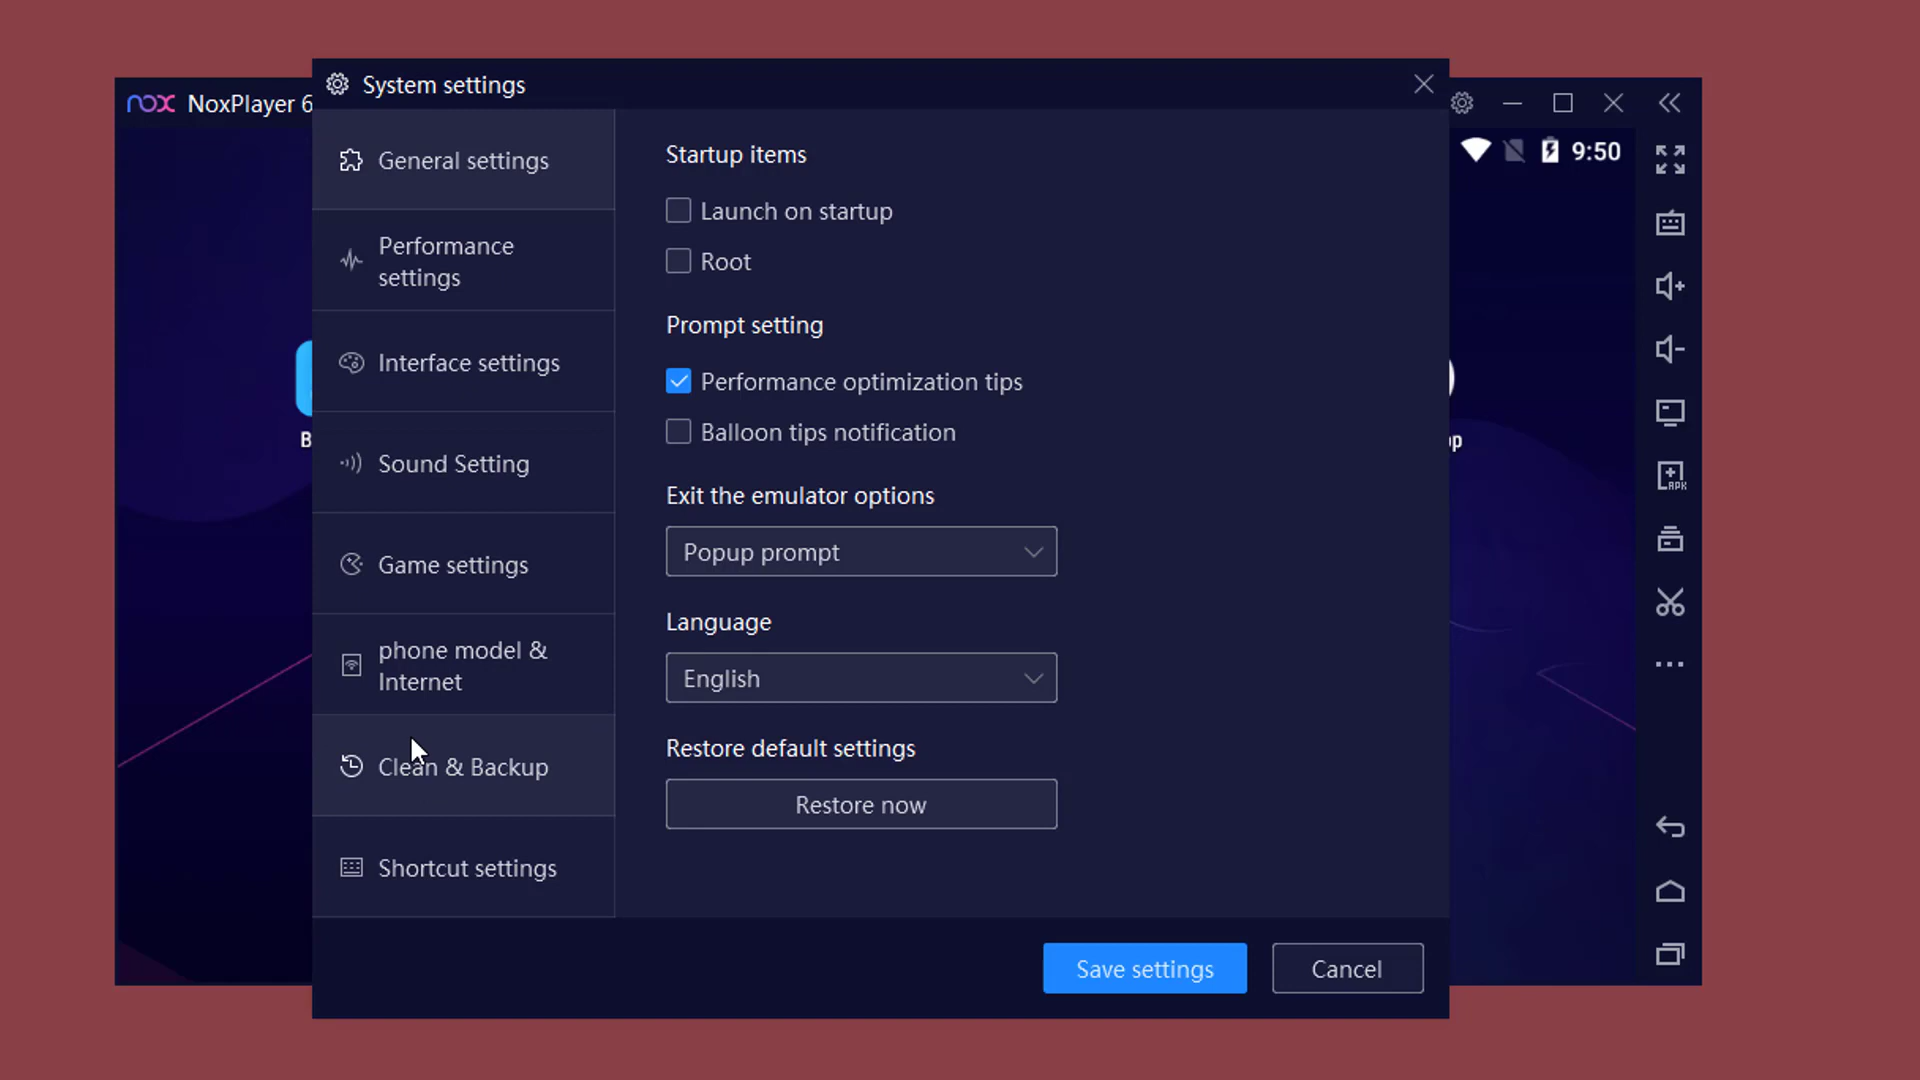 System settings
nox NoxPlayer 6
9:50
General settings
Performance
settings
Interface settings
Sound Setting
Game settings
phone model &
Internet
Clean & Backup
Shortcut settings
Startup items
Launch on startup
Root
Prompt setting
Performance optimization tips
Balloon tips notification
Exit the emulator options
Popup prompt
Language
English
Restore default settings
Restore now
Save settings
Cancel
B
p
APK